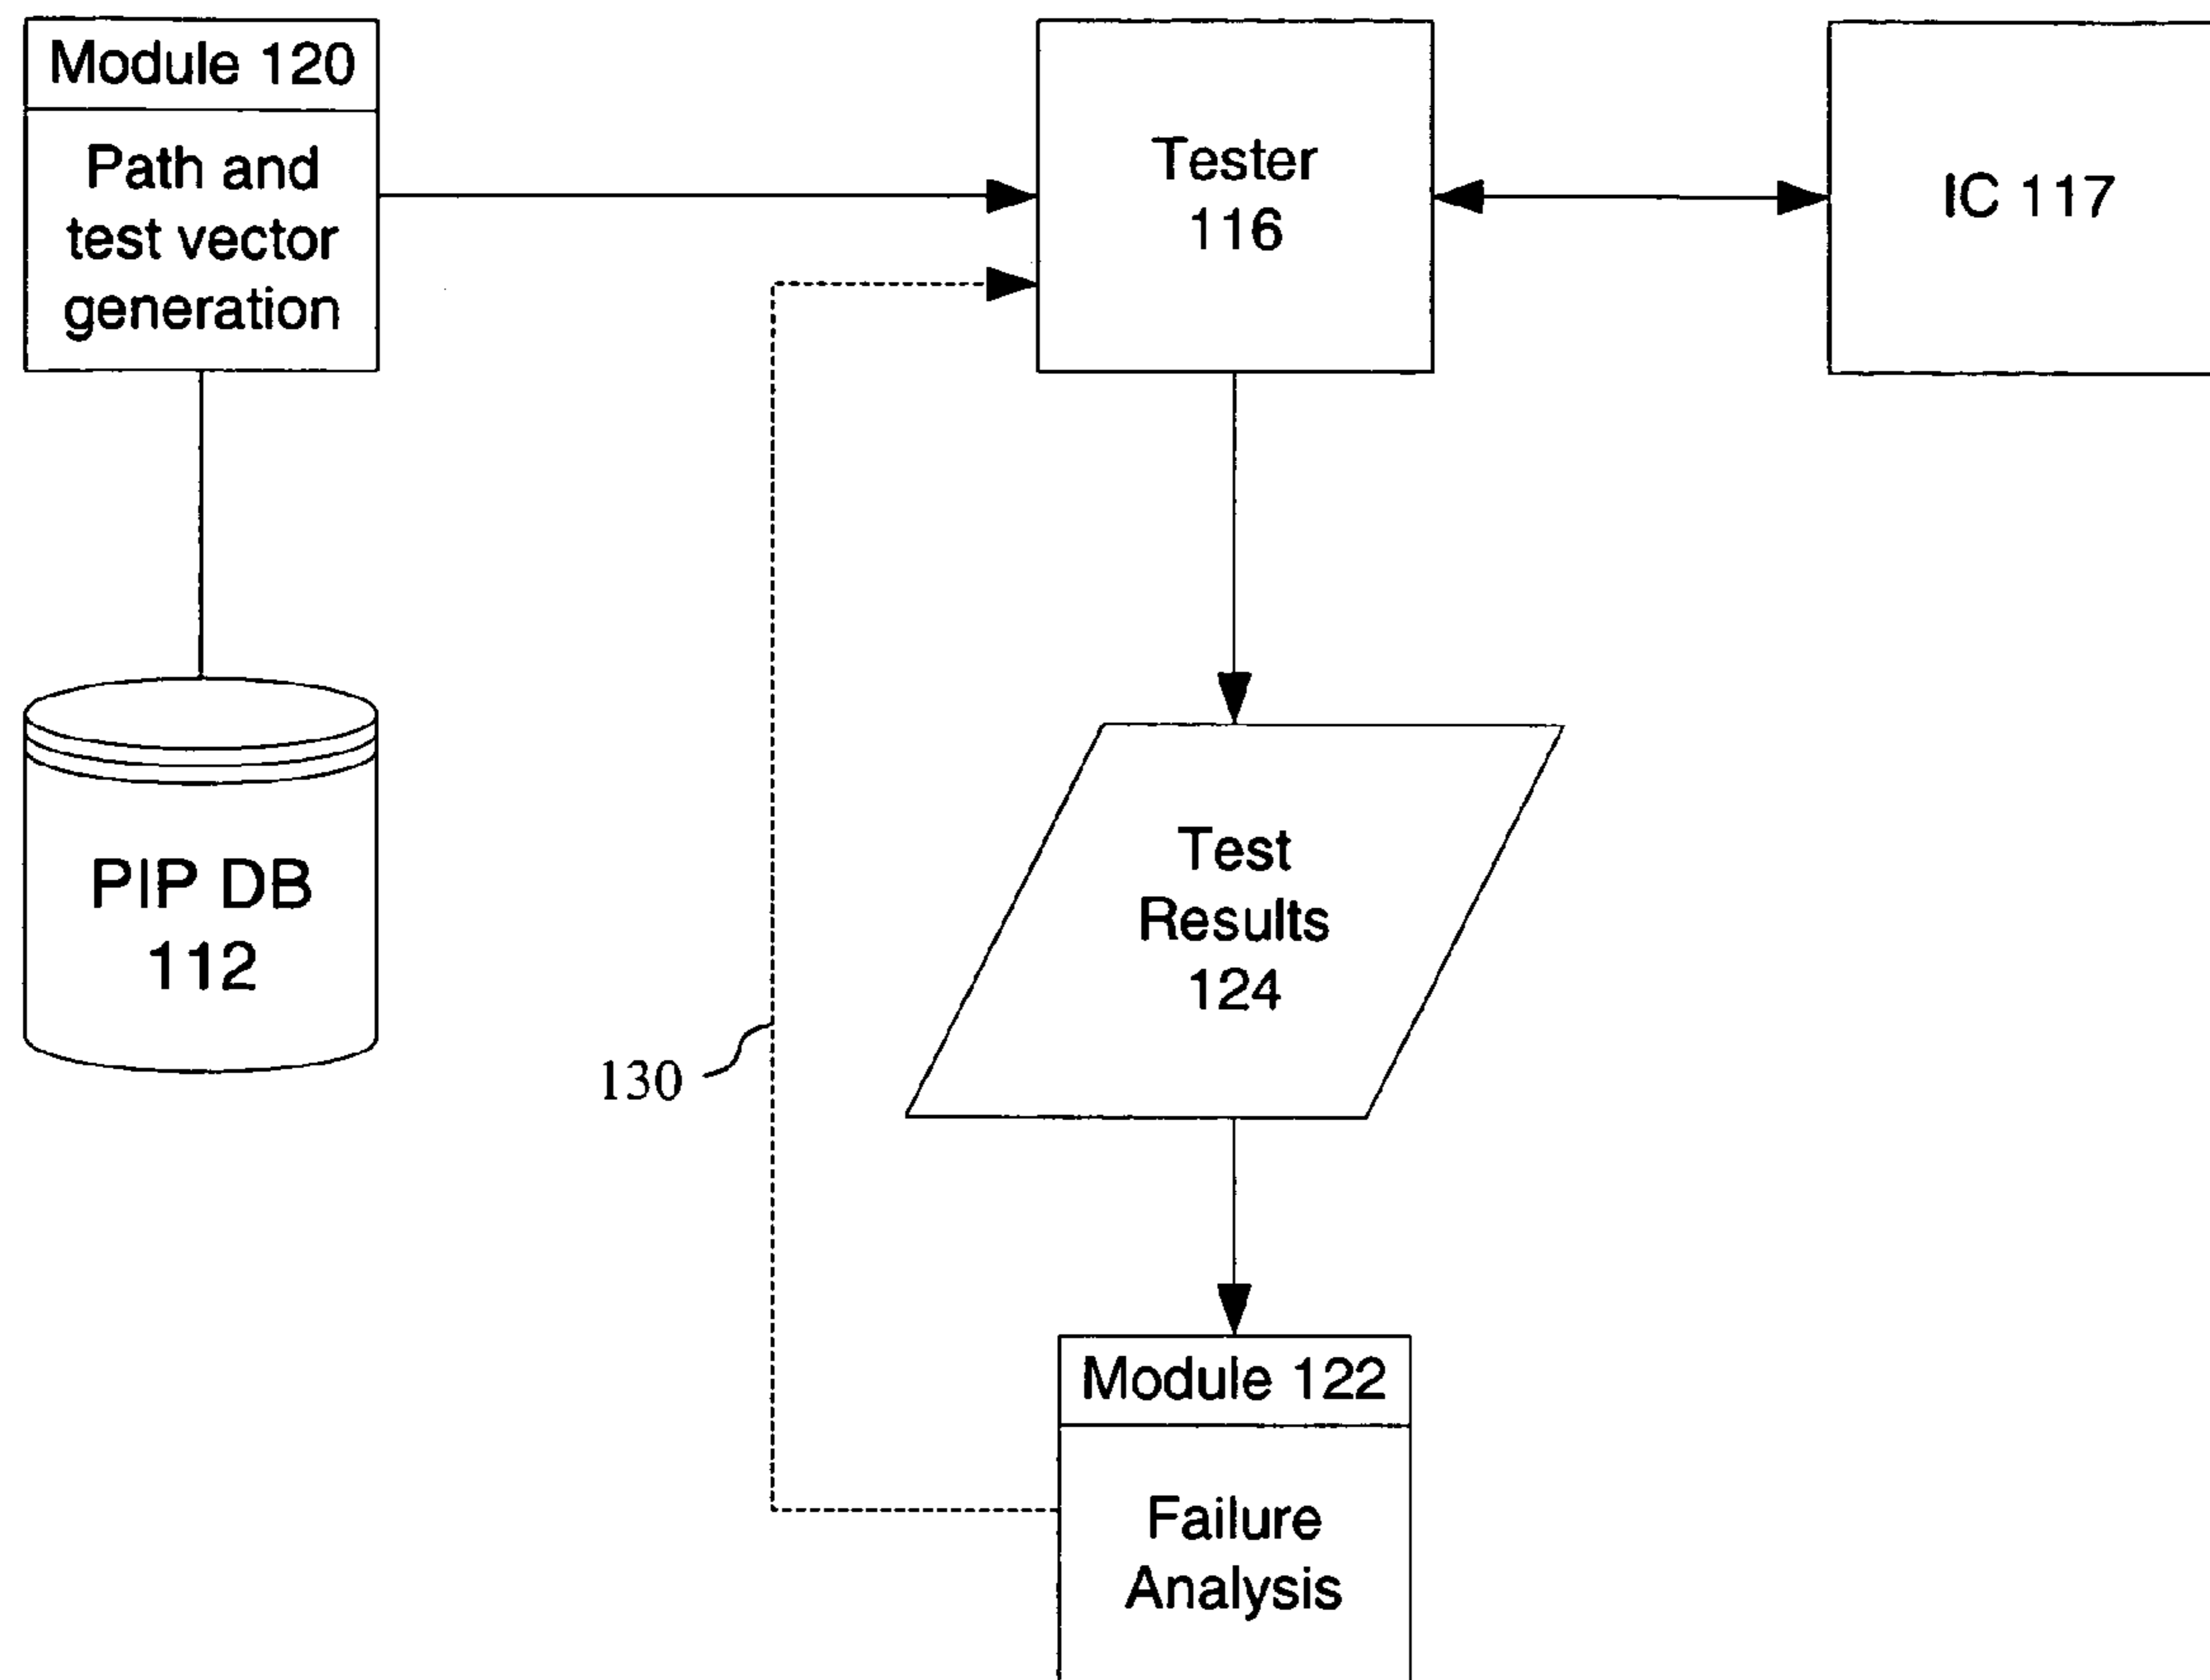 Module 120
Path and
test vector
generation
Tester
116
IC 117
PIP DB
112
Test
Results
124
130
Module 122
Failure
Analysis